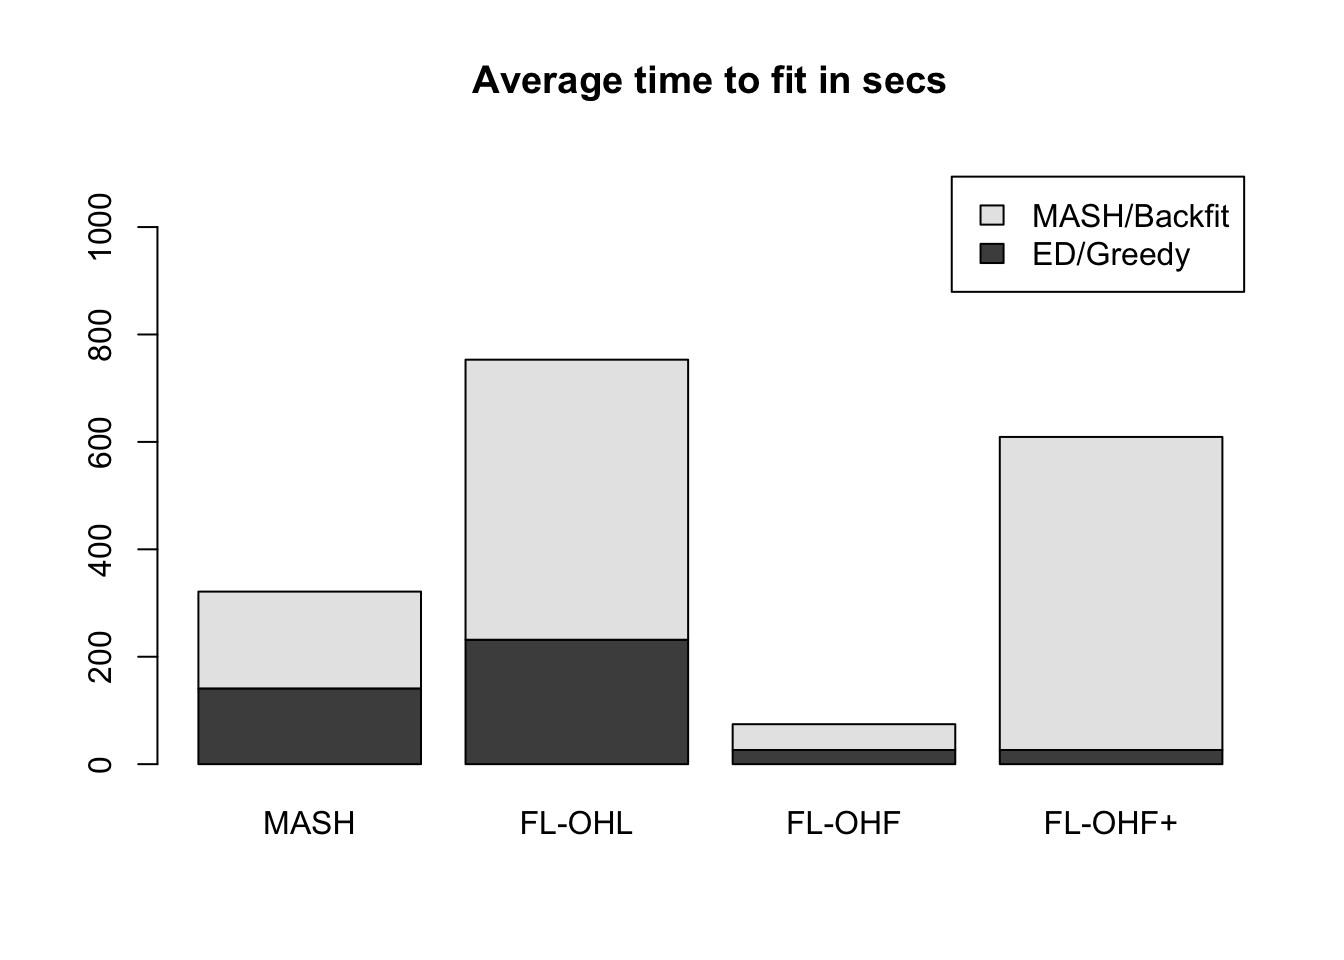 Average time to fit in secs
MASH/Backfit
ED/Greedy
1000
800
600
400
200
0
MASH FL-OHL FL-OHF FL-OHF+